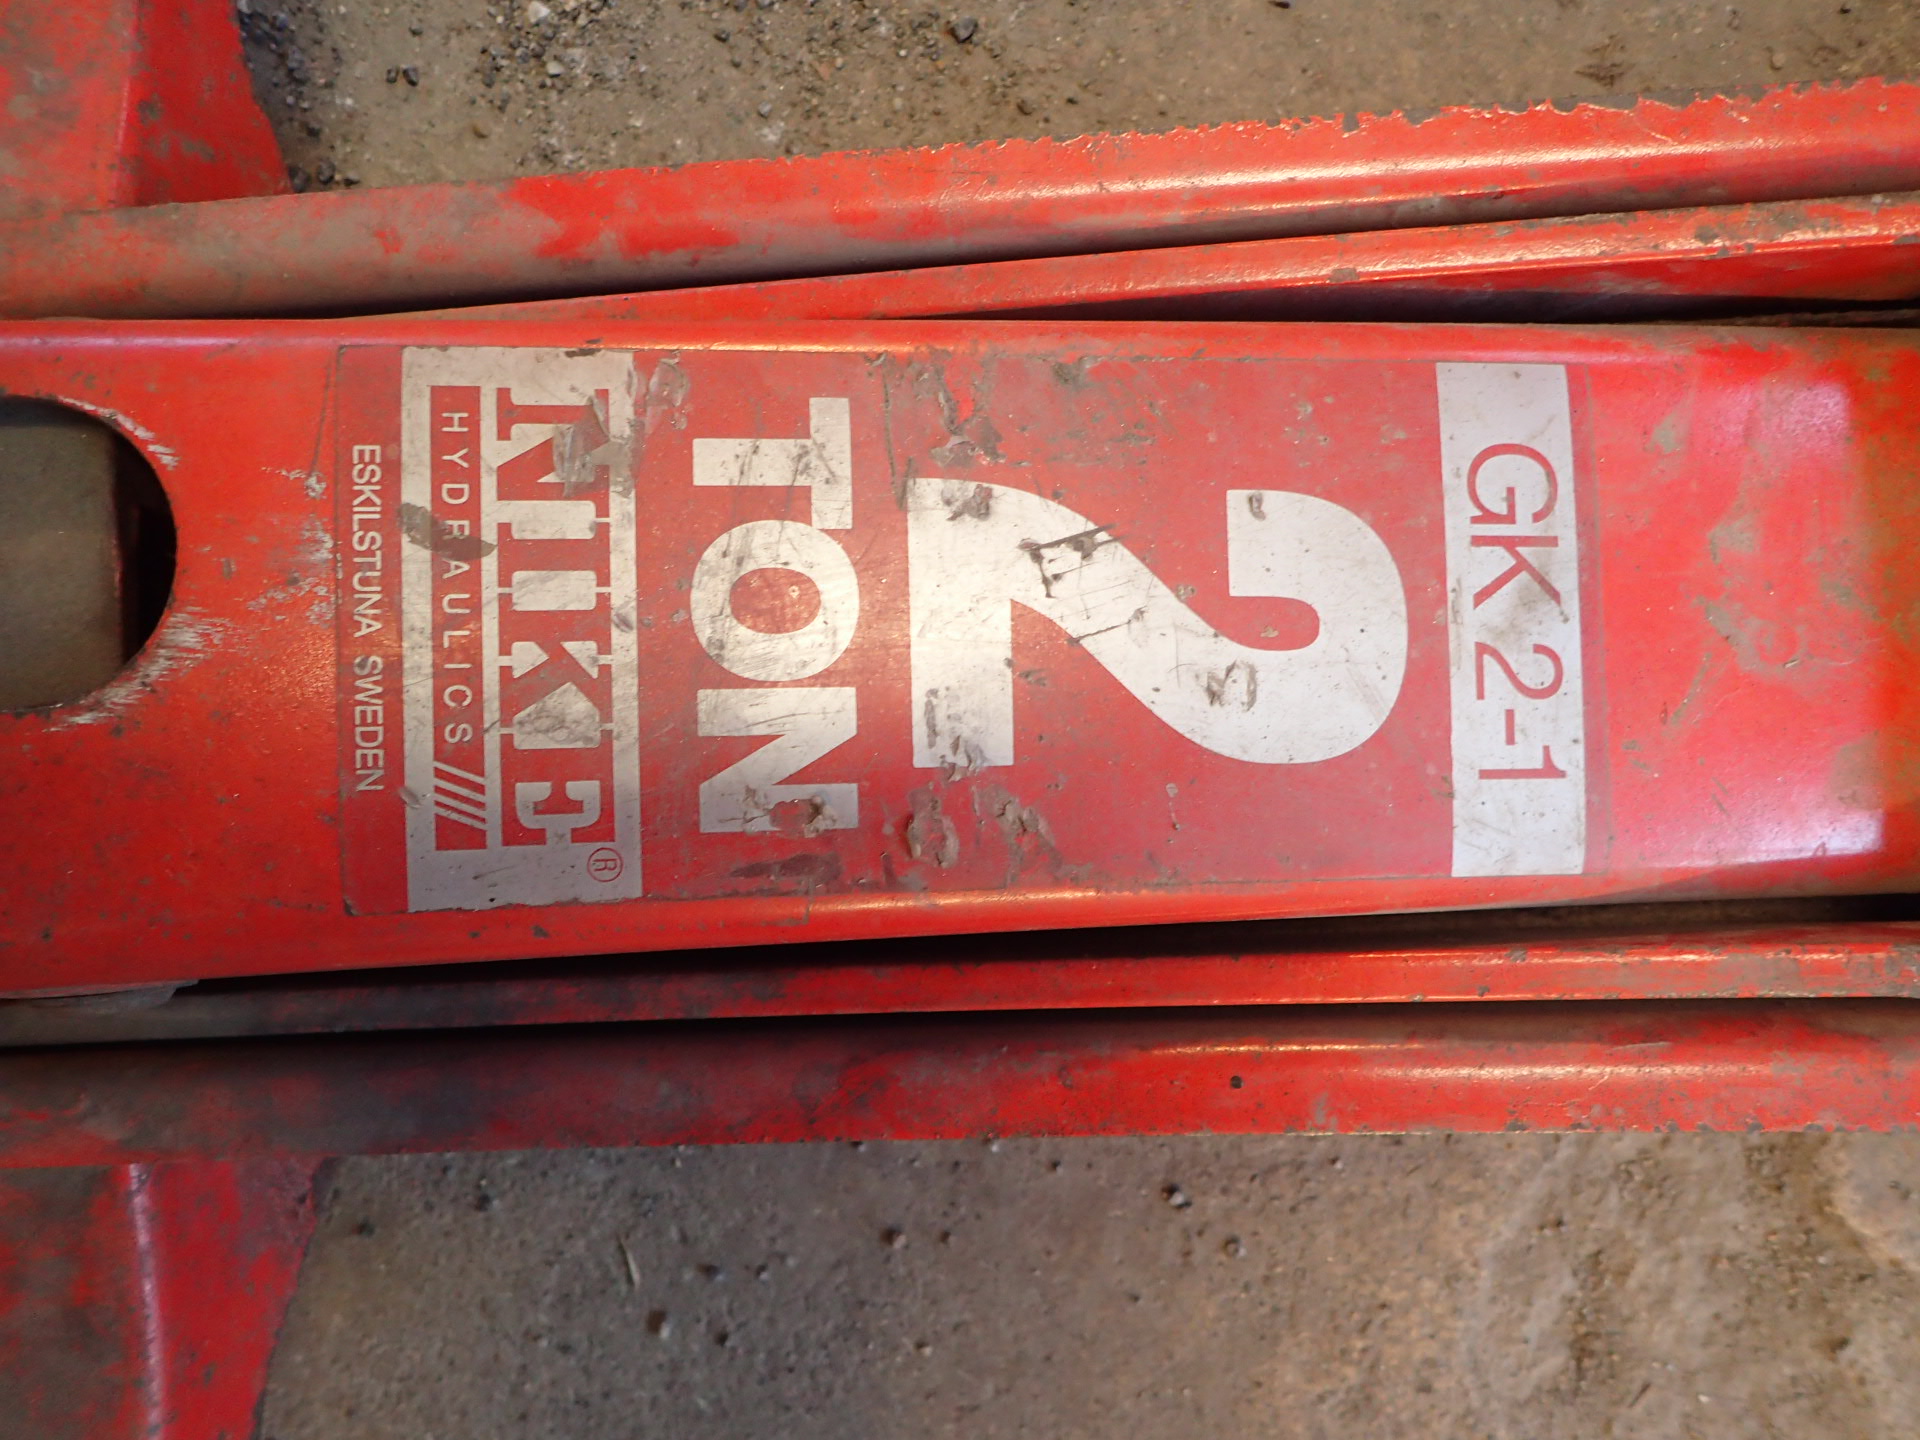 GK 2-1
2
TON
NIKE®
HYDRAULICS
ESKILSTUNA SWEDEN